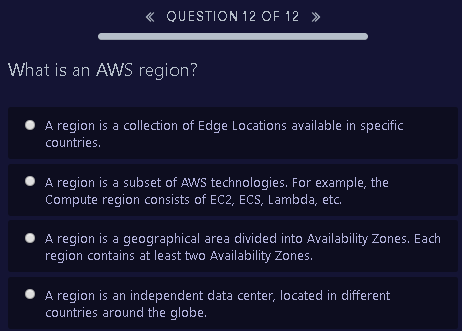 « QUESTION 12 OF 12 »
What is an AWS region?
A region is a collection of Edge Locations available in specific
countries.
A region is a subset of AWS technologies. For example, the
Compute region consists of EC2, ECS, Lambda, etc.
A region is a geographical area divided into Availability Zones. Each
region contains at least two Availability Zones.
A region is an independent data center, located in different
countries around the globe.